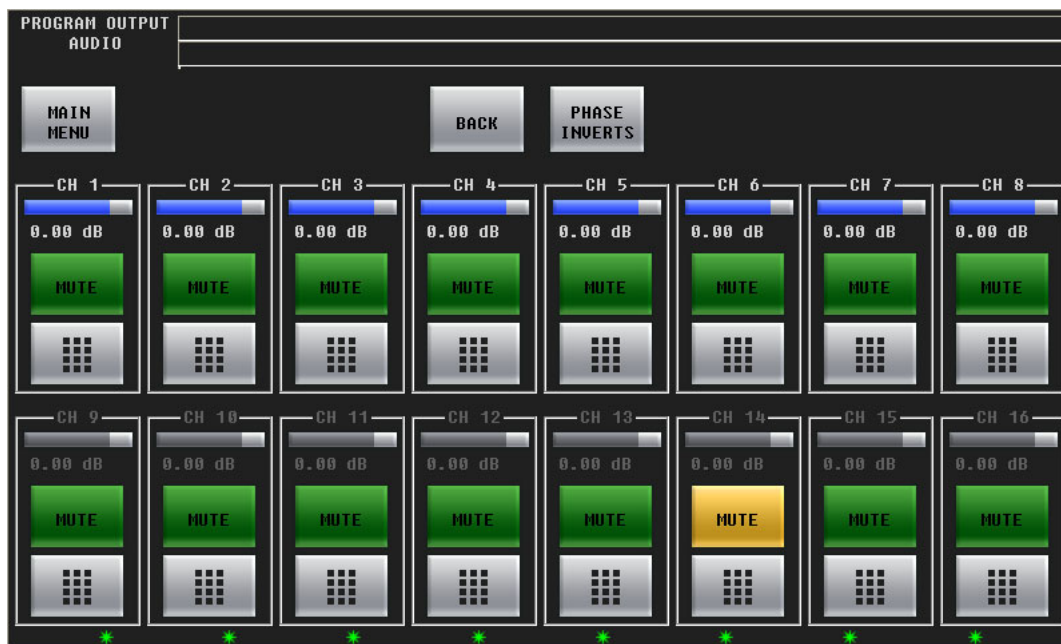 PROGRAM OUTPUT
AUDIO
MAIN
MENU
BACK
PHASE
INVERTS
CH 1 CH 2 CH 3 CH 4 CH 5 CH 6 CH 7 CH 8
0.00 dB 0.00 dB 0.00 dB 0.00 dB 0.00 dB 0.00 dB 0.00 dB 0.00 dB
MUTE MUTE MUTE MUTE MUTE MUTE MUTE MUTE
CH 9 CH 10 CH 11 CH 12 CH 13 CH 14 CH 15 CH 16
0.00 dB 0.00 dB 0.00 dB 0.00 dB 0.00 dB 0.00 dB 0.00 dB 0.00 dB
MUTE MUTE MUTE MUTE MUTE MUTE MUTE MUTE